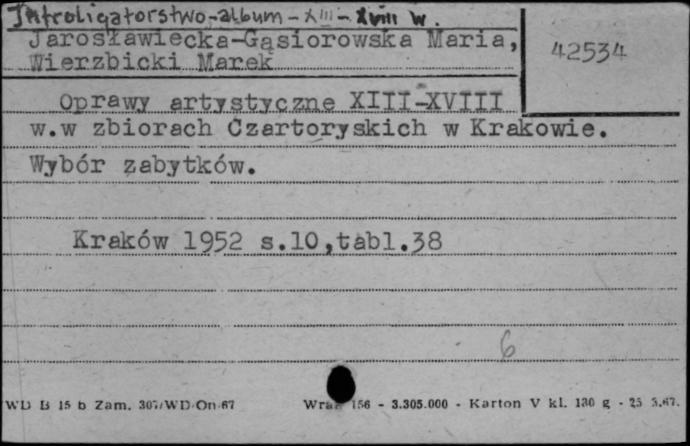 Introligatorstwo-album - XIII - XVIII w.
Jarosławiecka-Gąsiorowska Maria,
Wierzbicki Marek
42534
Oprawy artystyczne XIII-XVIII
w.w zbiorach Czartoryskich w Krakowie.
Wybór zabytków.
Kraków 1952 s.10,tabl.38
6
WD B 15 b Zam. 307/WD/On/67 156 - 3.305.000 - Karton V kl. 180 g - 25 3.67.